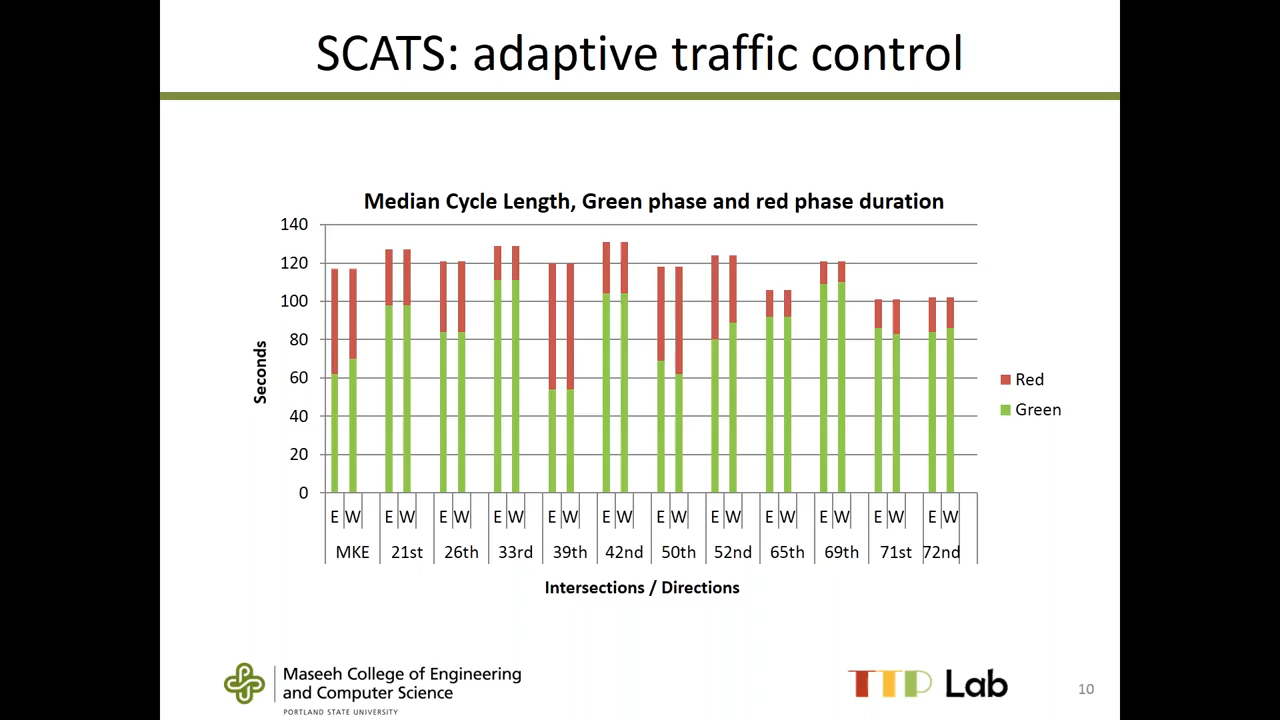 SCATS: adaptive traffic control
Median Cycle Length, Green phase and red phase duration
140
120
100
80
60
40
20
0
Seconds
Red
Green
E W E W E W E W E W E W E W E W E W E W E W E W
MKE 21st 26th 33rd 39th 42nd 50th 52nd 65th 69th 71st 72nd
Intersections / Directions
Maseeh College of Engineering
and Computer Science
PORTLAND STATE UNIVERSITY
TTP Lab
10